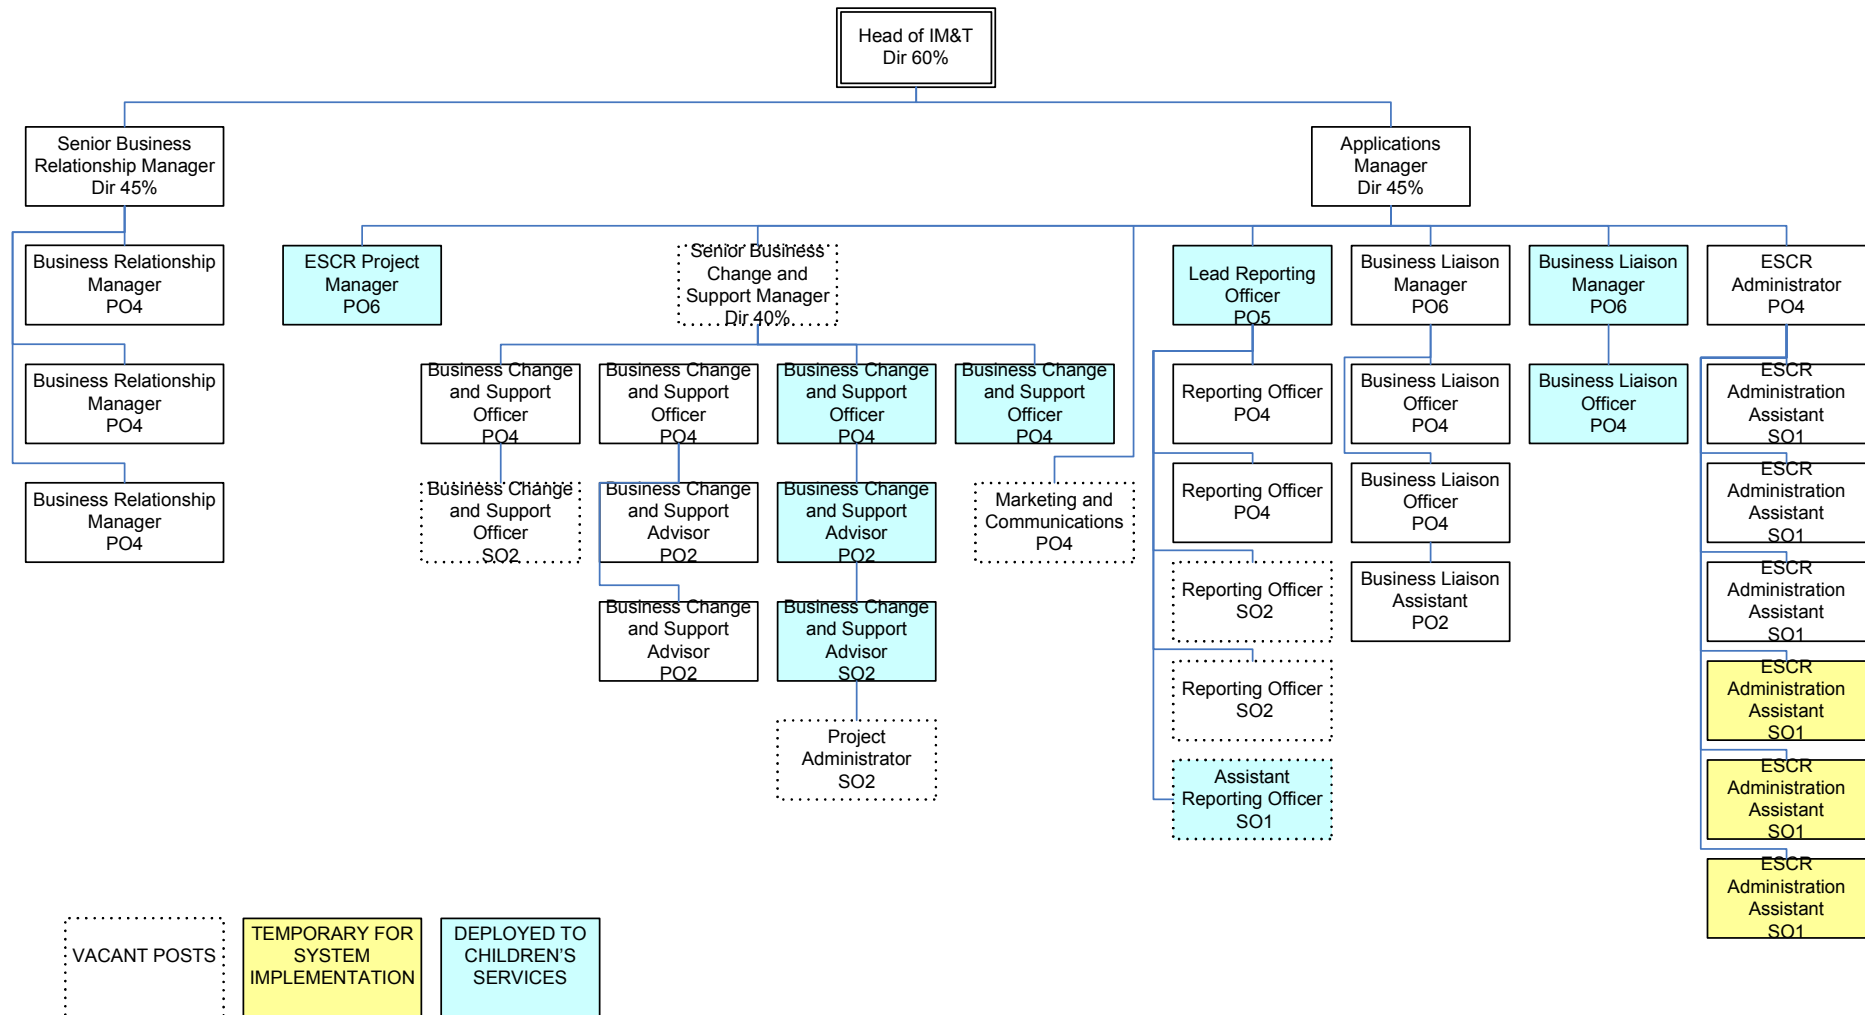 Head of IM&T
Dir 60%
Senior Business
Relationship Manager
Dir 45%
Applications
Manager
Dir 45%
Business Relationship
Manager
PO4
ESCR Project
Manager
PO6
Senior Business
Change and
Support Manager
Dir 40%
Lead Reporting
Officer
PO5
Business Liaison
Manager
PO6
Business Liaison
Manager
PO6
ESCR
Administrator
PO4
Business Relationship
Manager
PO4
Business Change
and Support
Officer
PO4
Business Change
and Support
Officer
PO4
Business Change
and Support
Officer
PO4
Business Change
and Support
Officer
PO4
Reporting Officer
PO4
Business Liaison
Officer
PO4
Business Liaison
Officer
PO4
ESCR
Administration
Assistant
SO1
Business Relationship
Manager
PO4
Business Change
and Support
Officer
SO2
Business Change
and Support
Advisor
PO2
Business Change
and Support
Advisor
PO2
Marketing and
Communications
PO4
Reporting Officer
PO4
Business Liaison
Officer
PO4
ESCR
Administration
Assistant
SO1
Reporting Officer
SO2
Business Liaison
Assistant
PO2
ESCR
Administration
Assistant
SO1
Business Change
and Support
Advisor
PO2
Business Change
and Support
Advisor
SO2
Reporting Officer
SO2
ESCR
Administration
Assistant
SO1
Project
Administrator
SO2
Assistant
Reporting Officer
SO1
ESCR
Administration
Assistant
SO1
ESCR
Administration
Assistant
SO1
VACANT POSTS
TEMPORARY FOR
SYSTEM
IMPLEMENTATION
DEPLOYED TO
CHILDREN'S
SERVICES